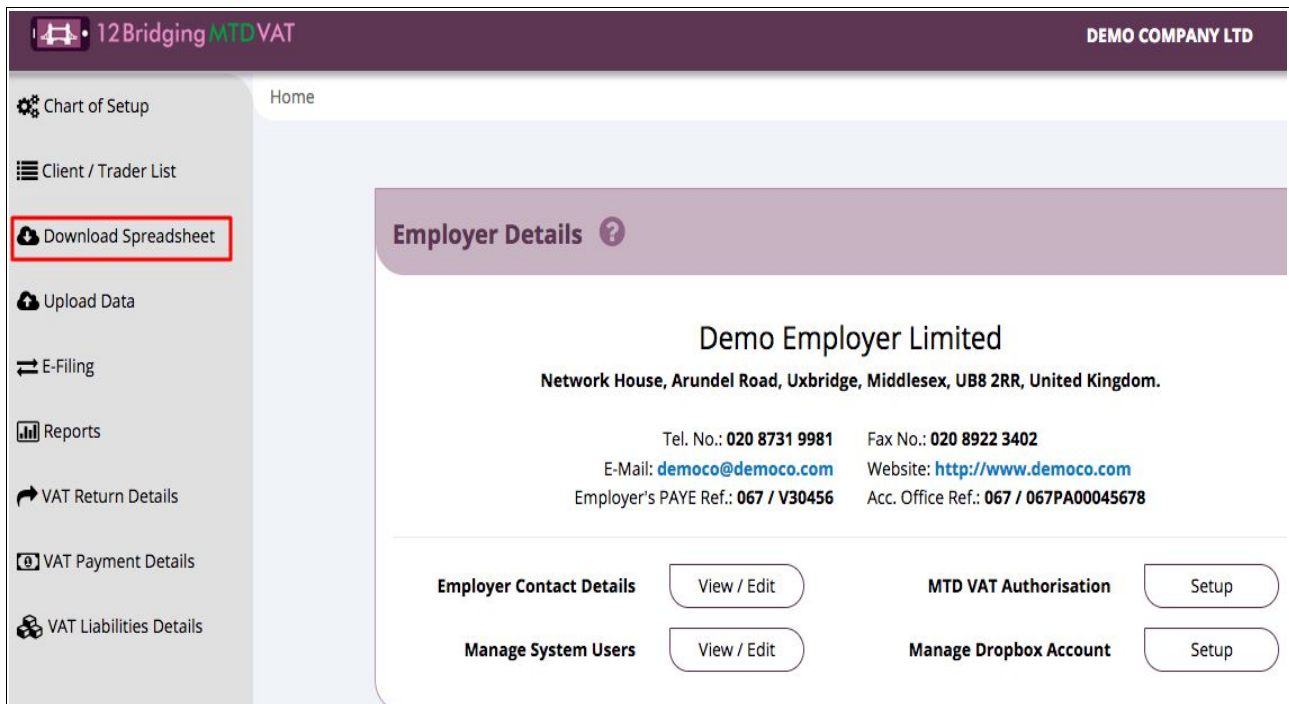 12BridgingMTDVAT
DEMO COMPANY LTD
Chart of Setup
Client / Trader List
Download Spreadsheet
Upload Data
E-Filing
Reports
VAT Return Details
VAT Payment Details
VAT Liabilities Details
Home
Employer Details ?
Demo Employer Limited
Network House, Arundel Road, Uxbridge, Middlesex, UB8 2RR, United Kingdom.
Tel. No.: 020 8731 9981 Fax No.: 020 8922 3402
E-Mail: democo@democo.com Website: http://www.democo.com
Employer's PAYE Ref.: 067 / V30456 Acc. Office Ref.: 067 / 067PA00045678
Employer Contact Details View / Edit MTD VAT Authorisation Setup
Manage System Users View / Edit Manage Dropbox Account Setup